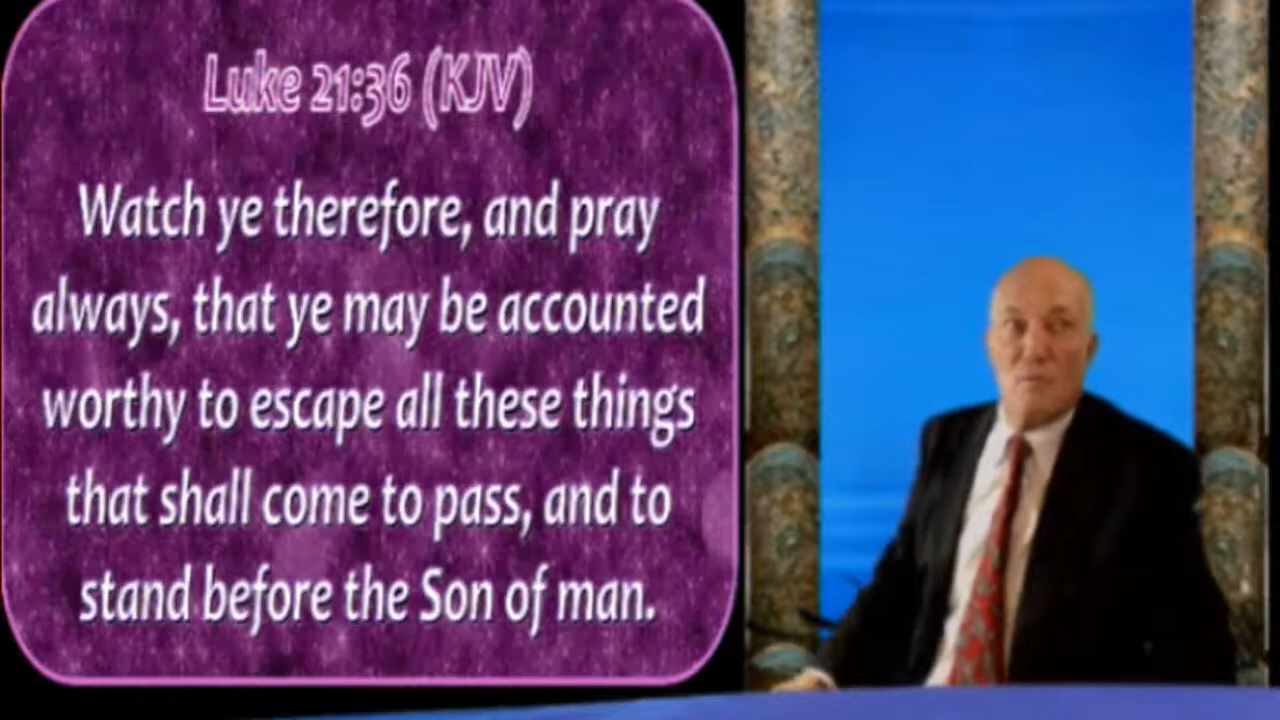 Luke 21:36 (KJV)
Watch ye therefore, and pray
always, that ye may be accounted
worthy to escape all these things
that shall come to pass, and to
stand before the Son of man.